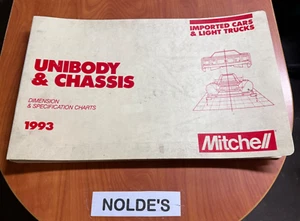 IMPORTED CARS
& LIGHT TRUCKS
UNIBODY
& CHASSIS
DIMENSION
& SPECIFICATION CHARTS
1993
Mitchell
NOLDE'S